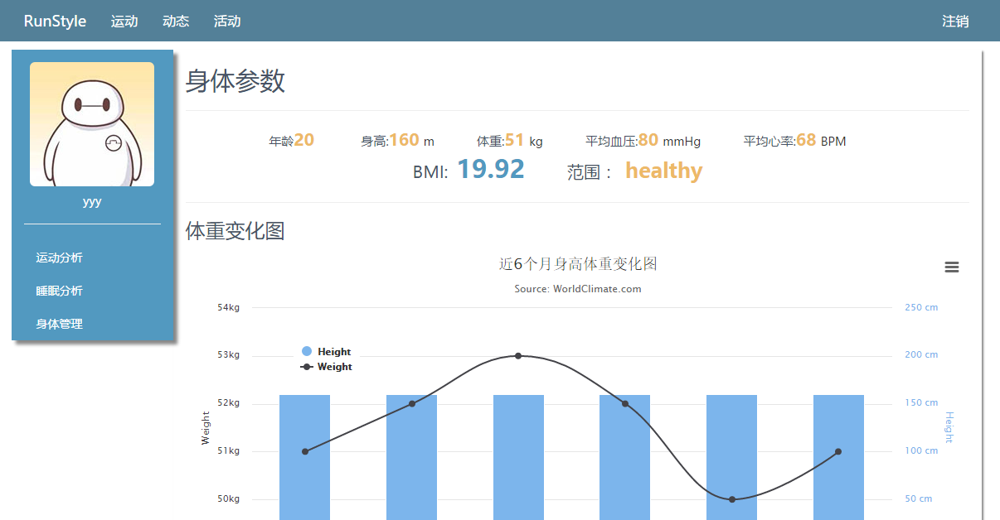 RunStyle 运动 动态 活动 注销
yyy
运动分析
睡眠分析
身体管理
身体参数
年龄20 身高:160 m 体重:51 kg 平均血压:80 mmHg 平均心率:68 BPM
BMI: 19.92 范围： healthy
体重变化图
近6个月身高体重变化图
Source: WorldClimate.com
54kg 250 cm
53kg 200 cm
52kg 150 cm
51kg 100 cm
50kg 50 cm
Weight
Height
Height
Weight